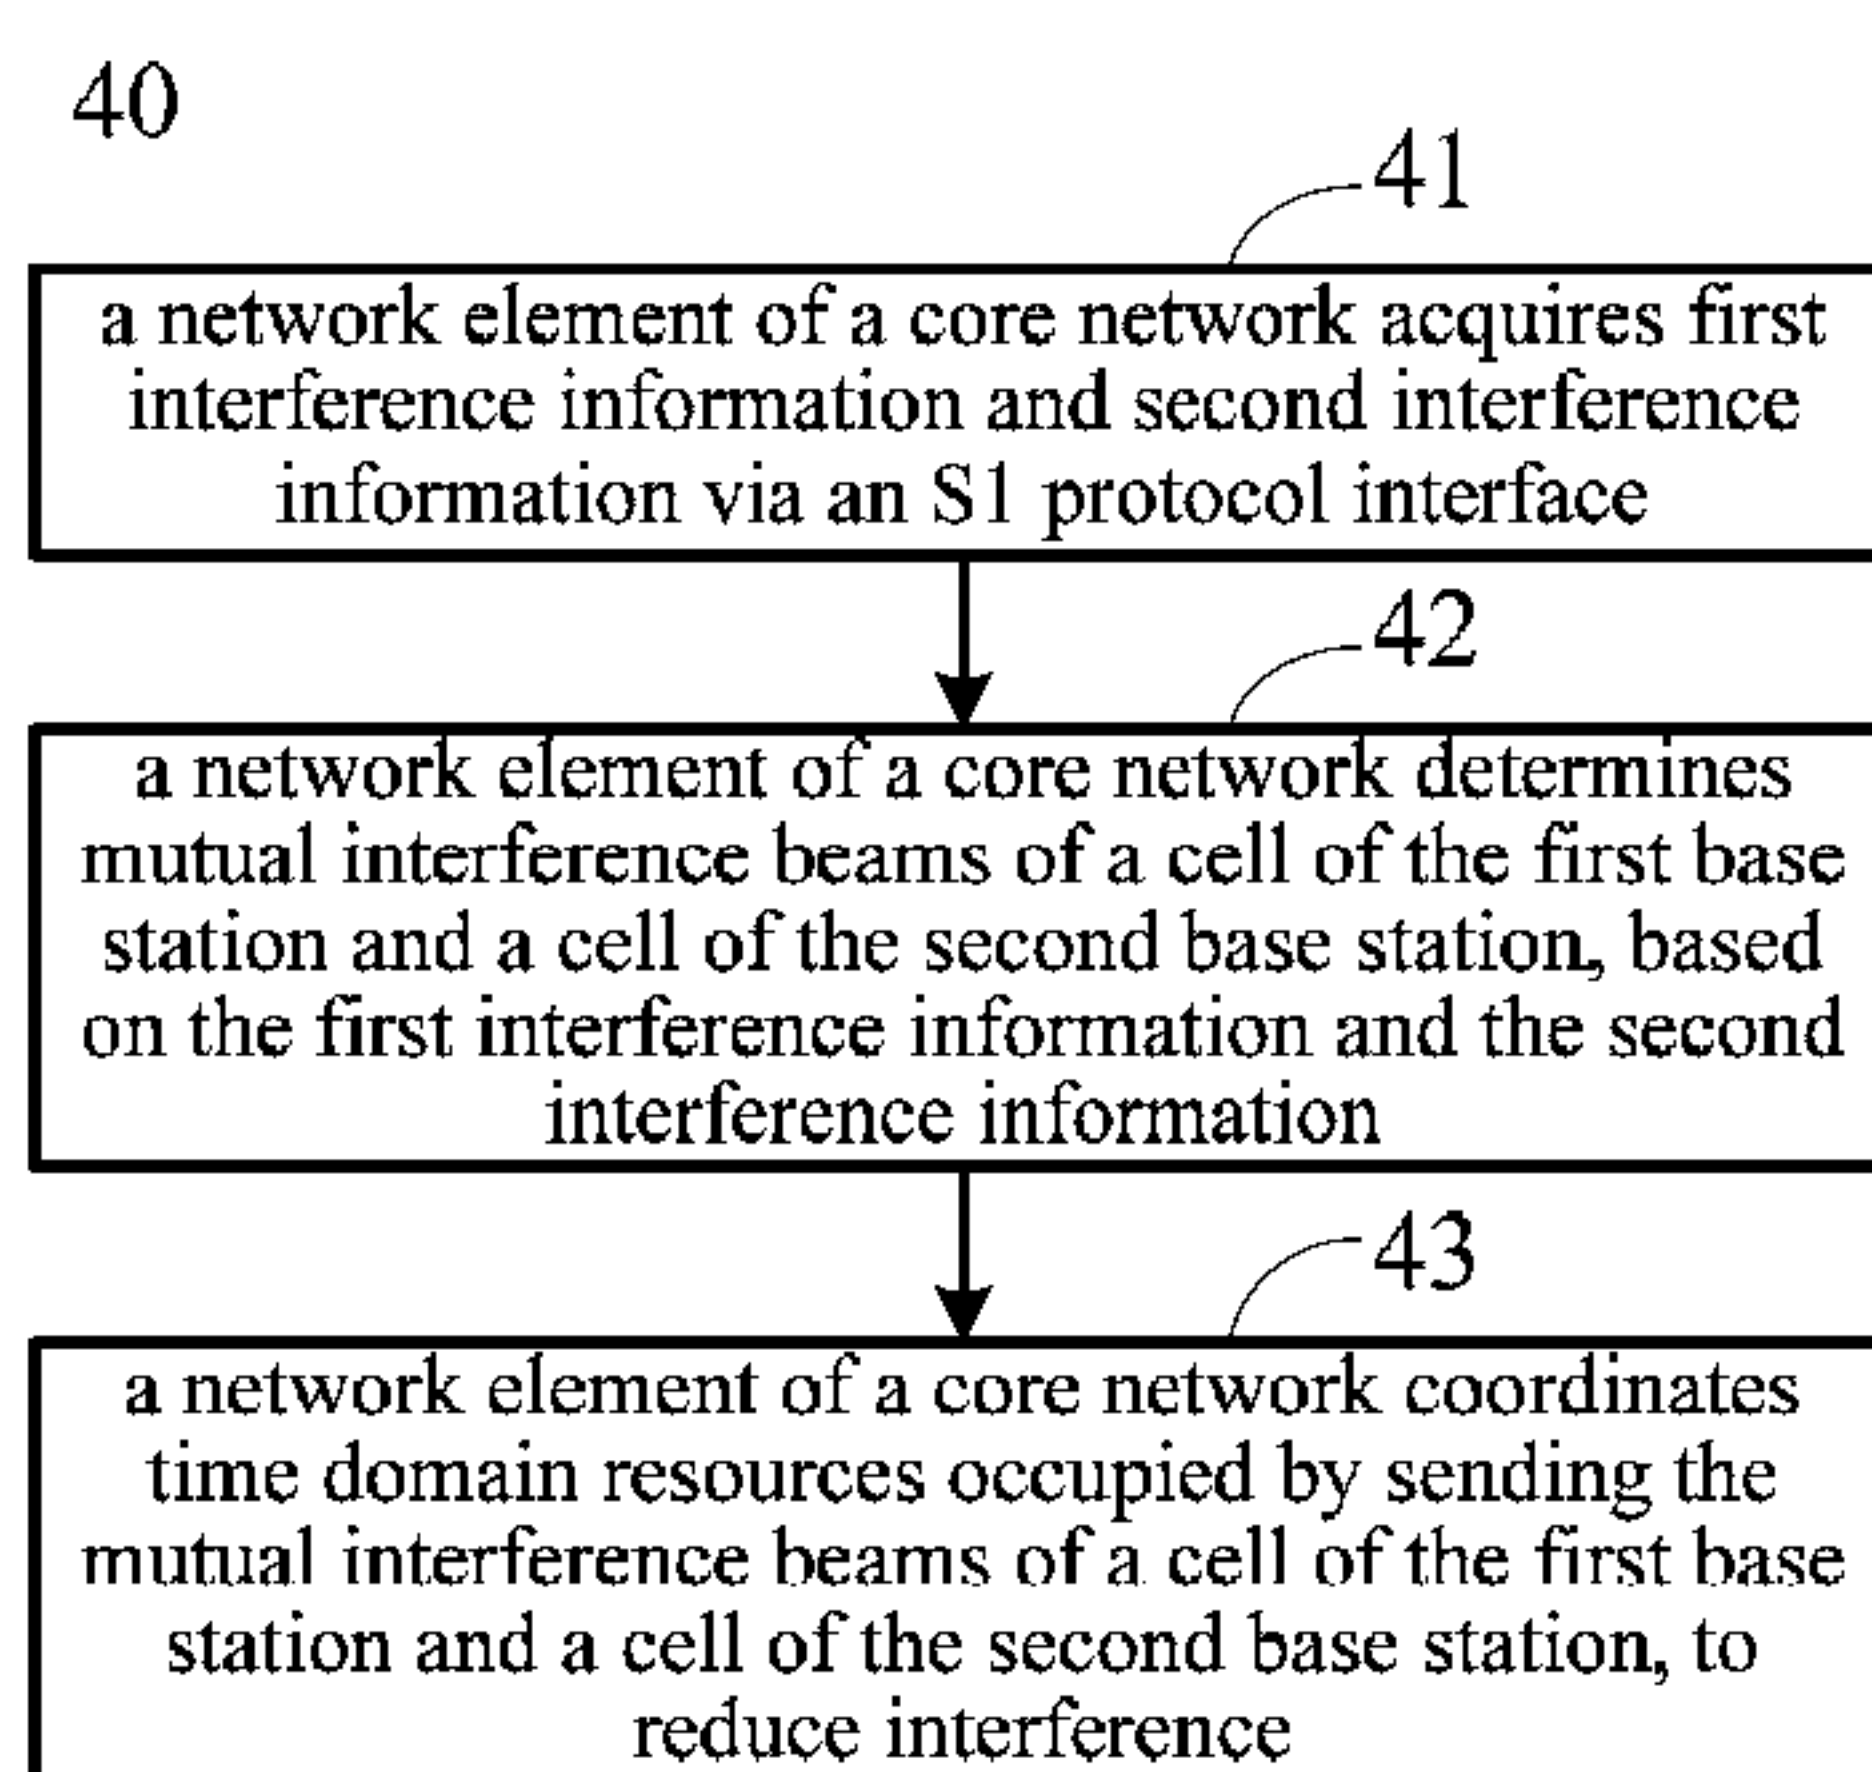 40
41
a network element of a core network acquires first
interference information and second interference
information via an S1 protocol interface
42
a network element of a core network determines
mutual interference beams of a cell of the first base
station and a cell of the second base station, based
on the first interference information and the second
interference information
43
a network element of a core network coordinates
time domain resources occupied by sending the
mutual interference beams of a cell of the first base
station and a cell of the second base station, to
reduce interference